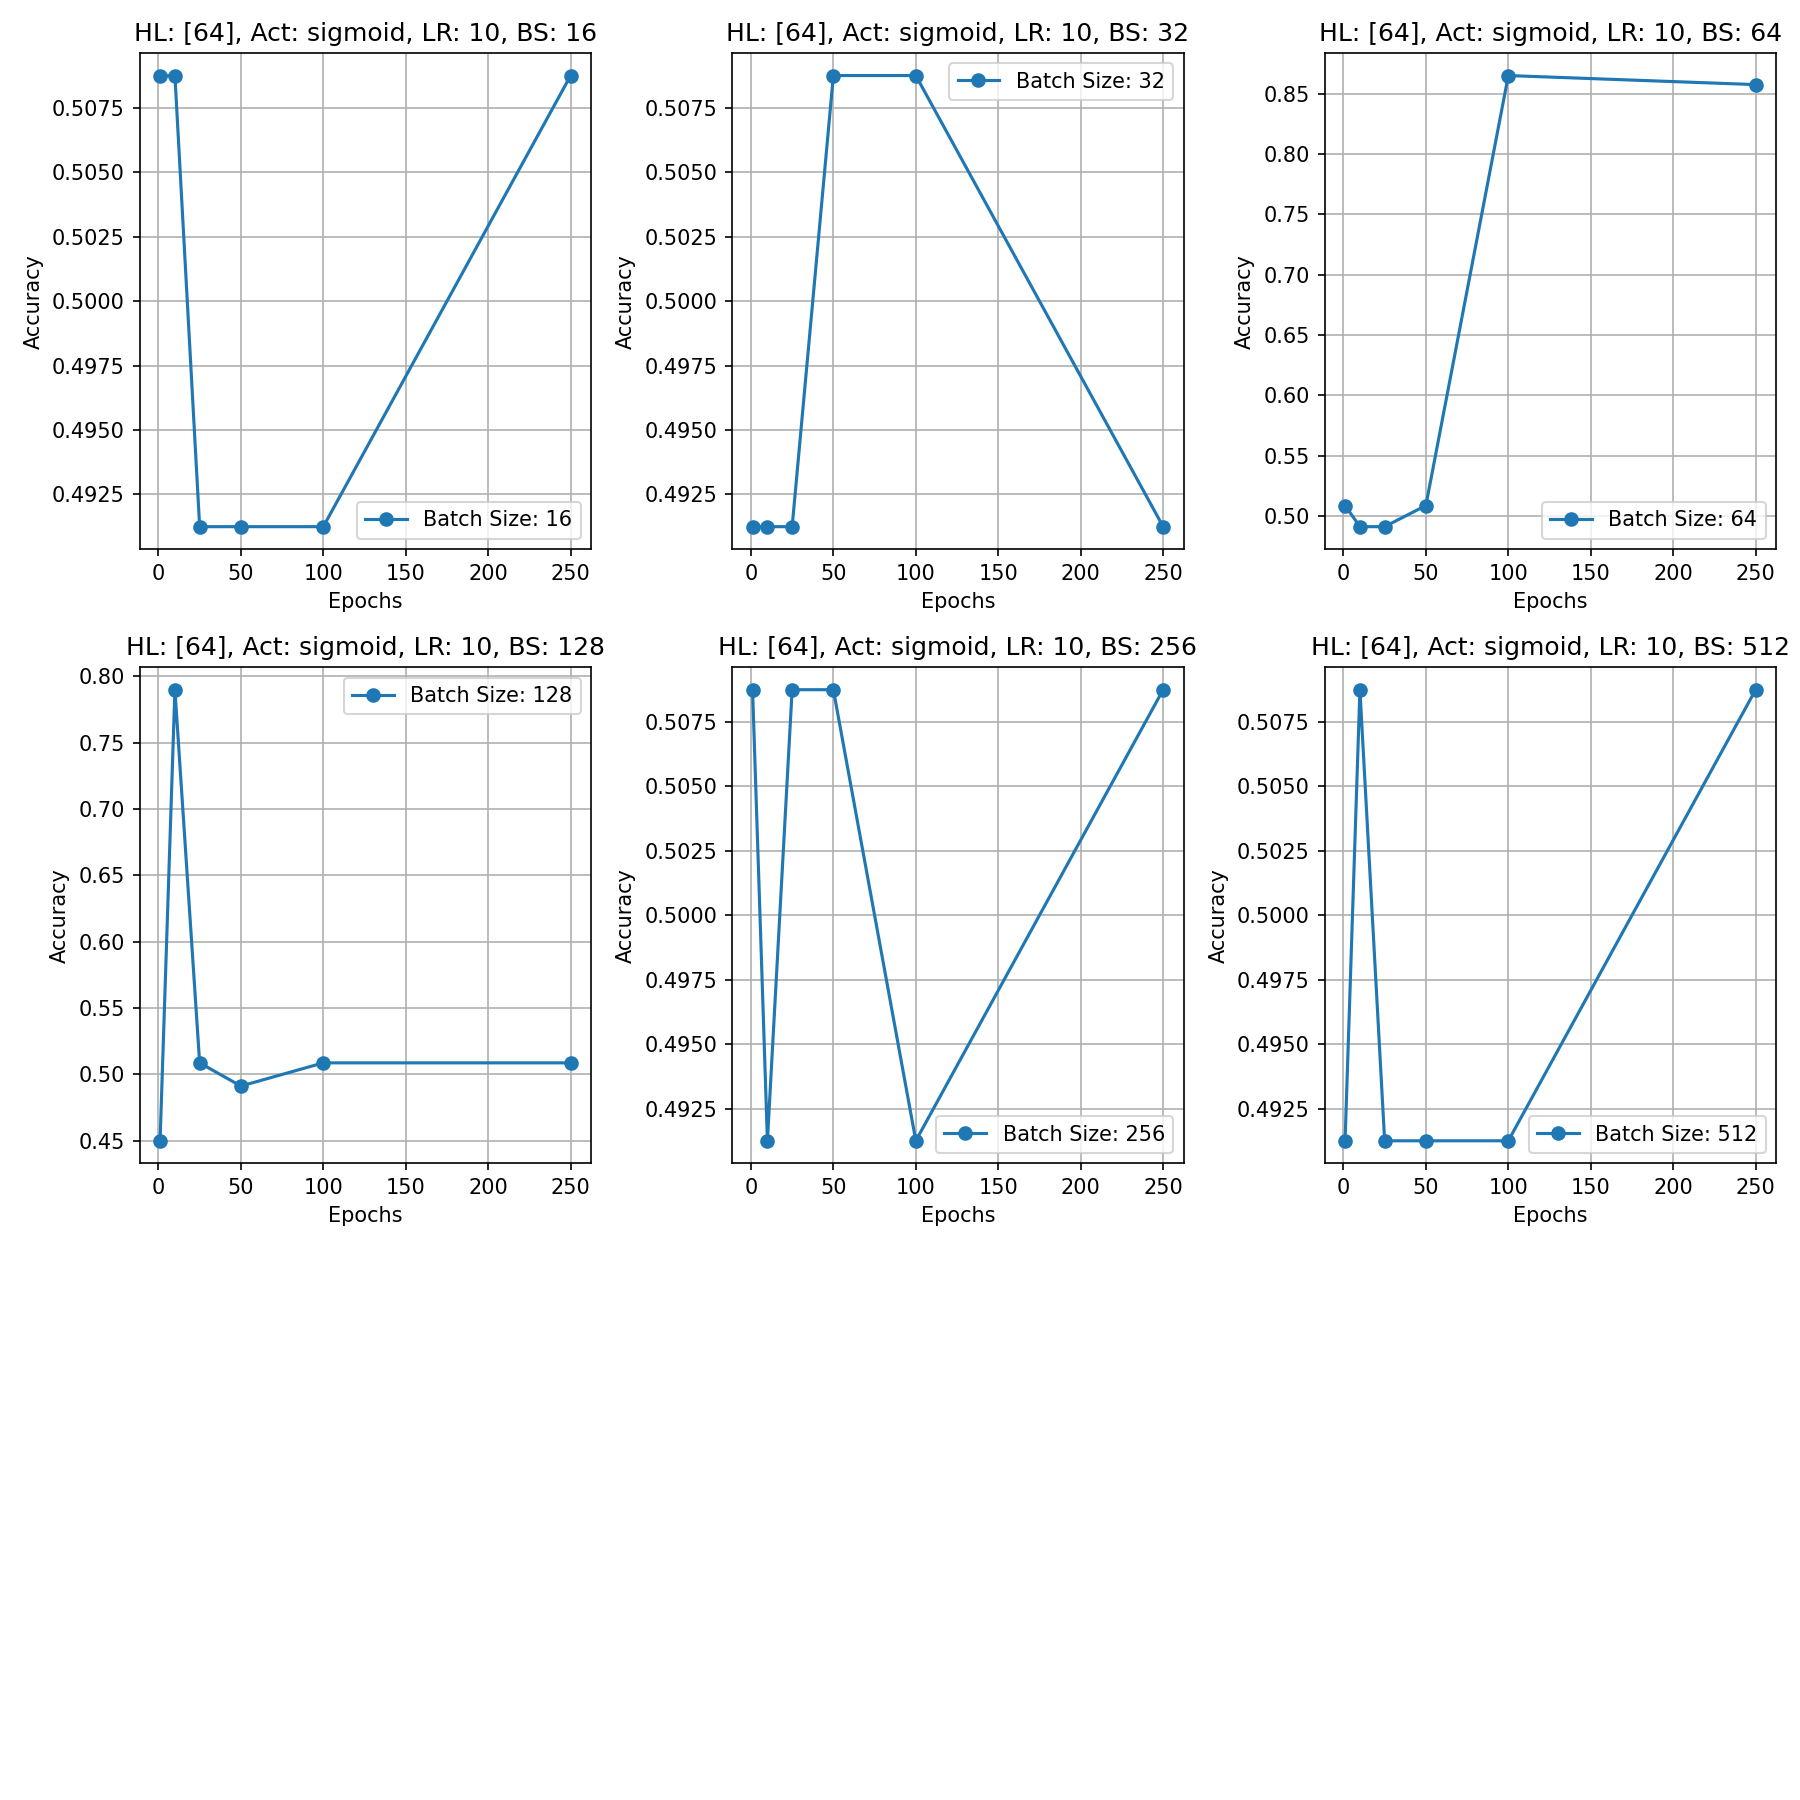 HL: [64], Act: sigmoid, LR: 10, BS: 16
0.5075
0.5050
0.5025
0.5000
0.4975
0.4950
0.4925
Accuracy
Batch Size: 16
0 50 100 150 200 250
Epochs
HL: [64], Act: sigmoid, LR: 10, BS: 32
Batch Size: 32
0.5075
0.5050
0.5025
0.5000
0.4975
0.4950
0.4925
Accuracy
0 50 100 150 200 250
Epochs
HL: [64], Act: sigmoid, LR: 10, BS: 64
0.85
0.80
0.75
0.70
0.65
0.60
0.55
0.50
Accuracy
Batch Size: 64
0 50 100 150 200 250
Epochs
HL: [64], Act: sigmoid, LR: 10, BS: 128
Batch Size: 128
0.80
0.75
0.70
0.65
0.60
0.55
0.50
0.45
Accuracy
0 50 100 150 200 250
Epochs
HL: [64], Act: sigmoid, LR: 10, BS: 256
0.5075
0.5050
0.5025
0.5000
0.4975
0.4950
0.4925
Accuracy
Batch Size: 256
0 50 100 150 200 250
Epochs
HL: [64], Act: sigmoid, LR: 10, BS: 512
0.5075
0.5050
0.5025
0.5000
0.4975
0.4950
0.4925
Accuracy
Batch Size: 512
0 50 100 150 200 250
Epochs